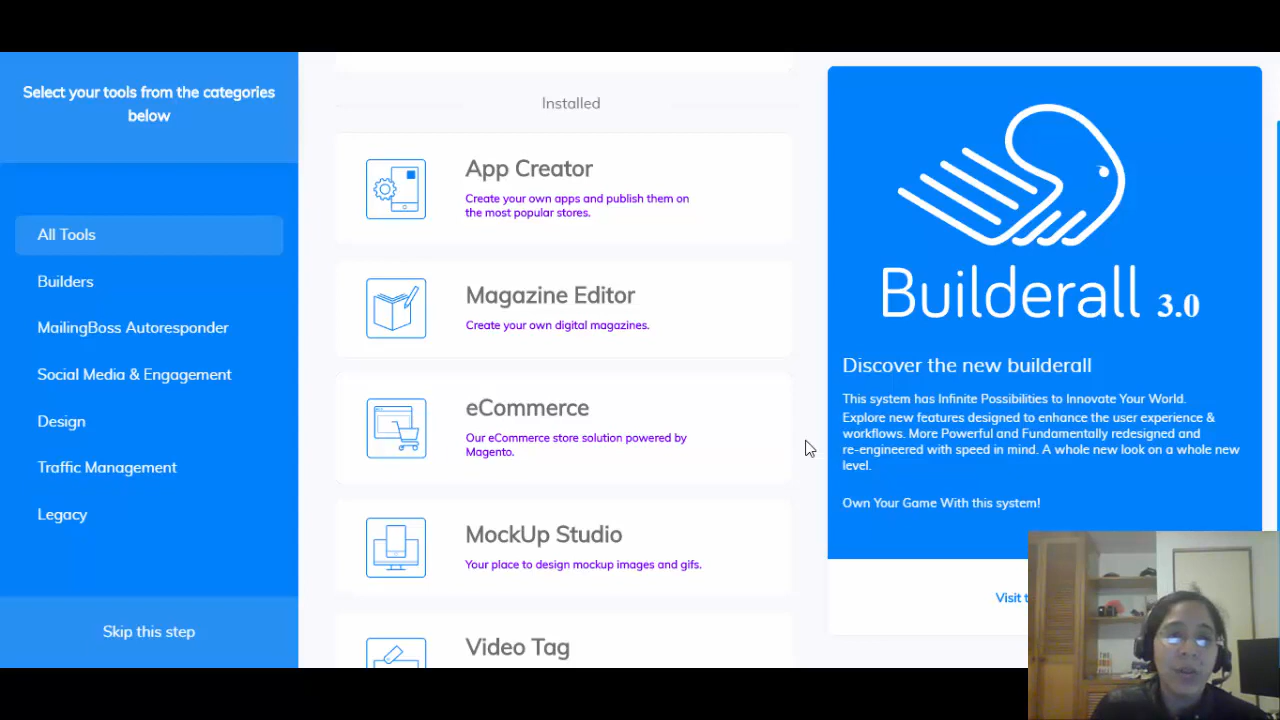 Select your tools from the categories
below
All Tools
Builders
MailingBoss Autoresponder
Social Media & Engagement
Design
Traffic Management
Legacy
Skip this step
Installed
App Creator
Create your own apps and publish them on
the most popular stores.
Magazine Editor
Create your own digital magazines.
eCommerce
Our eCommerce store solution powered by
Magento.
MockUp Studio
Your place to design mockup images and gifs.
Video Tag
Builderall 3.0
Discover the new builderall
This system has Infinite Possibilities to Innovate Your World.
Explore new features designed to enhance the user experience &
workflows. More Powerful and Fundamentally redesigned and
re-engineered with speed in mind. A whole new look on a whole new
level.
Own Your Game With this system!
Visit